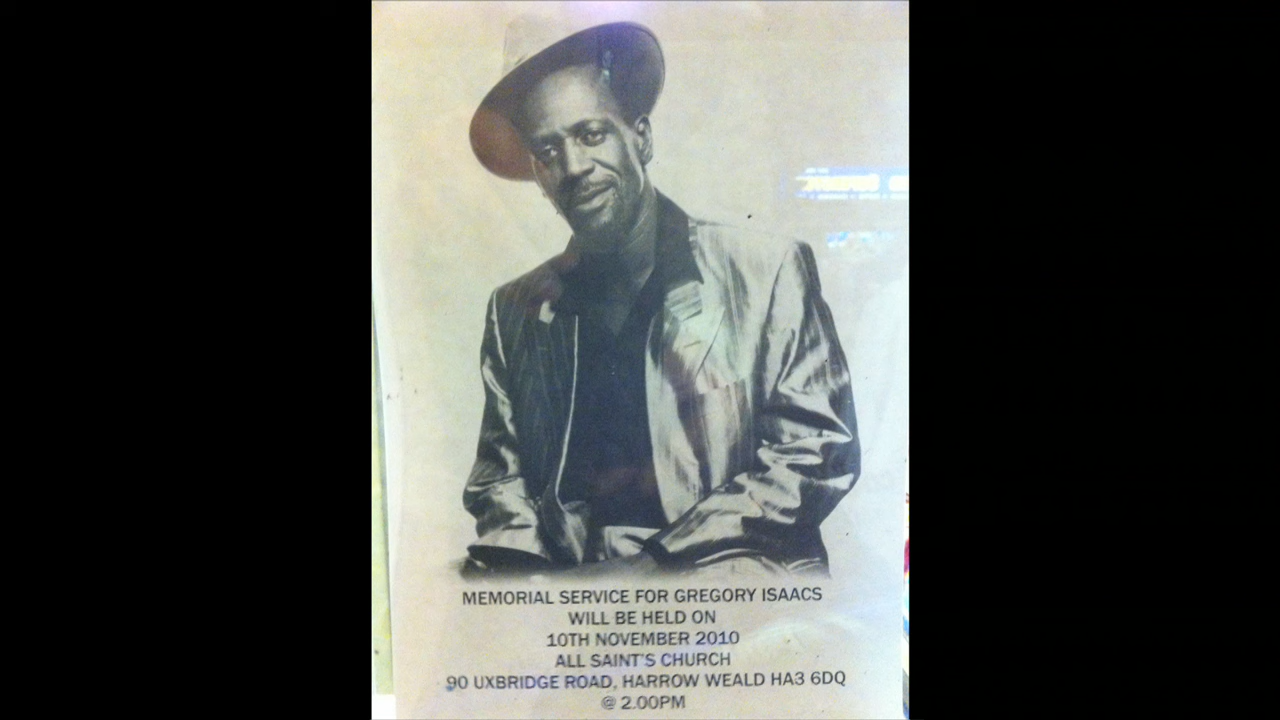 MEMORIAL SERVICE FOR GREGORY ISAACS
WILL BE HELD ON
10TH NOVEMBER 2010
ALL SAINT'S CHURCH
90 UXBRIDGE ROAD, HARROW WEALD HA3 6DQ
@ 2.00PM